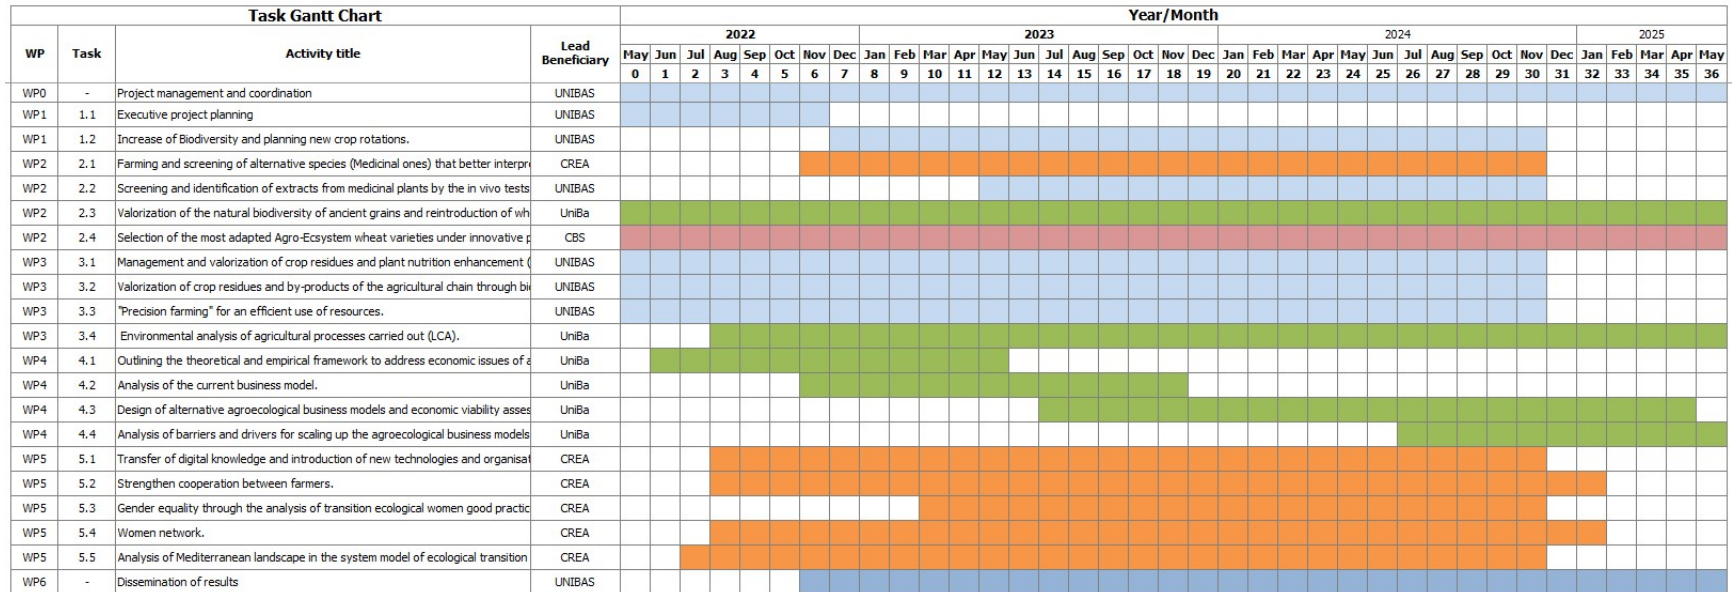 Task Gantt Chart Year/Month
2022 2023 2024 2025
WP Task Activity title Lead Beneficiary May Jun Jul Aug Sep Oct Nov Dec Jan Feb Mar Apr May Jun Jul Aug Sep Oct Nov Dec Jan Feb Mar Apr May Jun Jul Aug Sep Oct Nov Dec Jan Feb Mar Apr May
0 1 2 3 4 5 6 7 8 9 10 11 12 13 14 15 16 17 18 19 20 21 22 23 24 25 26 27 28 29 30 31 32 33 34 35 36
WP0 - Project management and coordination UNIBAS
WP1 1.1 Executive project planning UNIBAS
WP1 1.2 Increase of Biodiversity and planning new crop rotations. UNIBAS
WP2 2.1 Farming and screening of alternative species (Medicinal ones) that better interpr CREA
WP2 2.2 Screening and identification of extracts from medicinal plants by the in vivo tests UNIBAS
WP2 2.3 Valorization of the natural biodiversity of ancient grains and reintroduction of wh UniBa
WP2 2.4 Selection of the most adapted Agro-Ecsystem wheat varieties under innovative p CBS
WP3 3.1 Management and valorization of crop residues and plant nutrition enhancement ( UNIBAS
WP3 3.2 Valorization of crop residues and by-products of the agricultural chain through bi UNIBAS
WP3 3.3 "Precision farming" for an efficient use of resources. UNIBAS
WP3 3.4 Environmental analysis of agricultural processes carried out (LCA). UniBa
WP4 4.1 Outlining the theoretical and empirical framework to address economic issues of a UniBa
WP4 4.2 Analysis of the current business model. UniBa
WP4 4.3 Design of alternative agroecological business models and economic viability asses UniBa
WP4 4.4 Analysis of barriers and drivers for scaling up the agroecological business models UniBa
WP5 5.1 Transfer of digital knowledge and introduction of new technologies and organisat CREA
WP5 5.2 Strengthen cooperation between farmers. CREA
WP5 5.3 Gender equality through the analysis of transition ecological women good practic CREA
WP5 5.4 Women network. CREA
WP5 5.5 Analysis of Mediterranean landscape in the system model of ecological transition CREA
WP6 - Dissemination of results UNIBAS